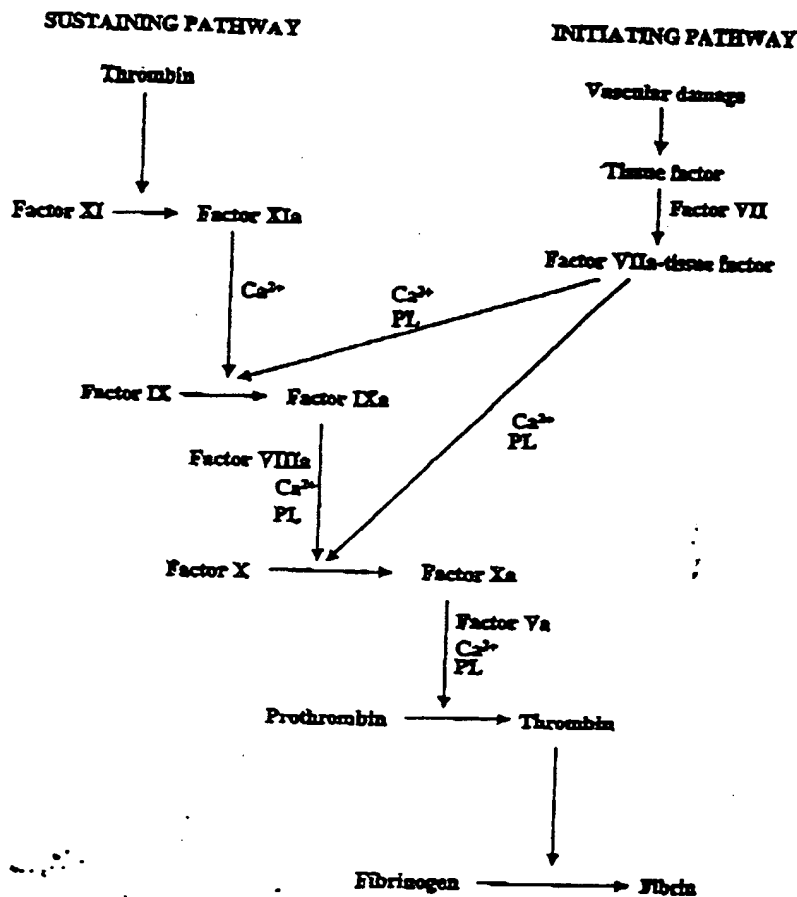 SUSTAINING PATHWAY
INITIATING PATHWAY
Thrombin
Vascular damage
Tissue factor
Factor VII
Factor XI
Factor XIa
Factor VIIa-tissue factor
Ca²⁺
Ca²⁺
PL
Factor IX
Factor IXa
Ca²⁺
PL
Factor VIIIa
Ca²⁺
PL
Factor X
Factor Xa
Factor Va
Ca²⁺
PL
Prothrombin
Thrombin
Fibrinogen
Fibrin